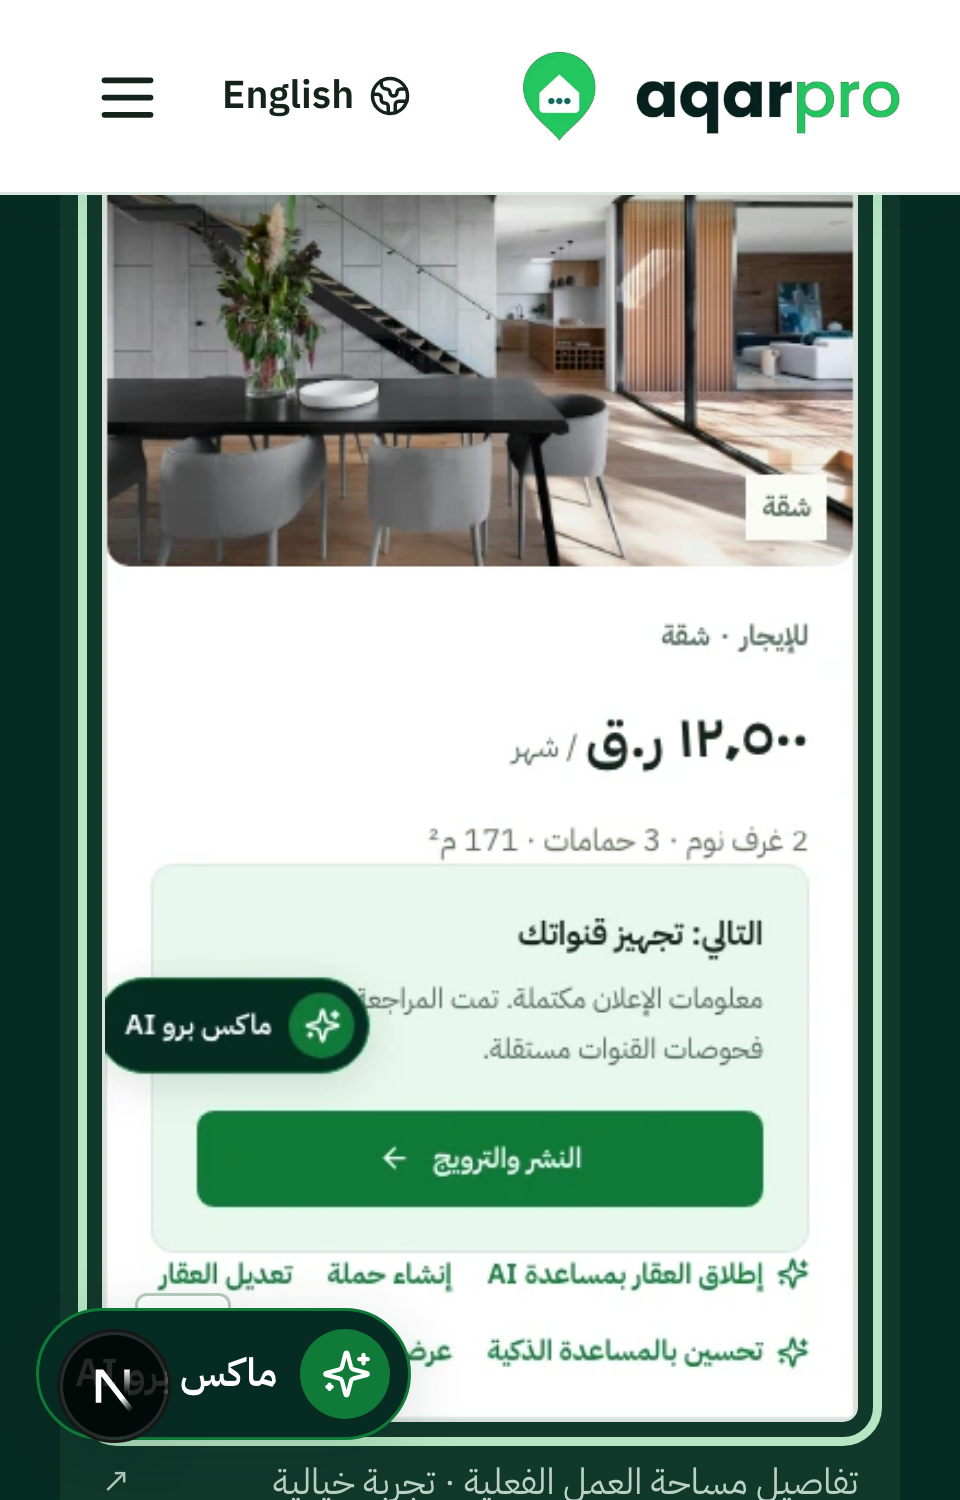 aqarpro
English
شقة
للإيجار · شقة
١٢,٥٠٠ ر.ق / شهر
2 غرف نوم · 3 حمامات · 171 م²
التالي: تجهيز قنواتك
معلومات الإعلان مكتملة. تمت المراجعة
فحوصات القنوات مستقلة.
ماكس برو AI
النشر والترويج ←
إطلاق العقار بمساعدة AI
إنشاء حملة
تعديل العقار
تحسين بالمساعدة الذكية
ماكس برو AI
N
تفاصيل مساحة العمل الفعلية · تجربة خيالية ↗